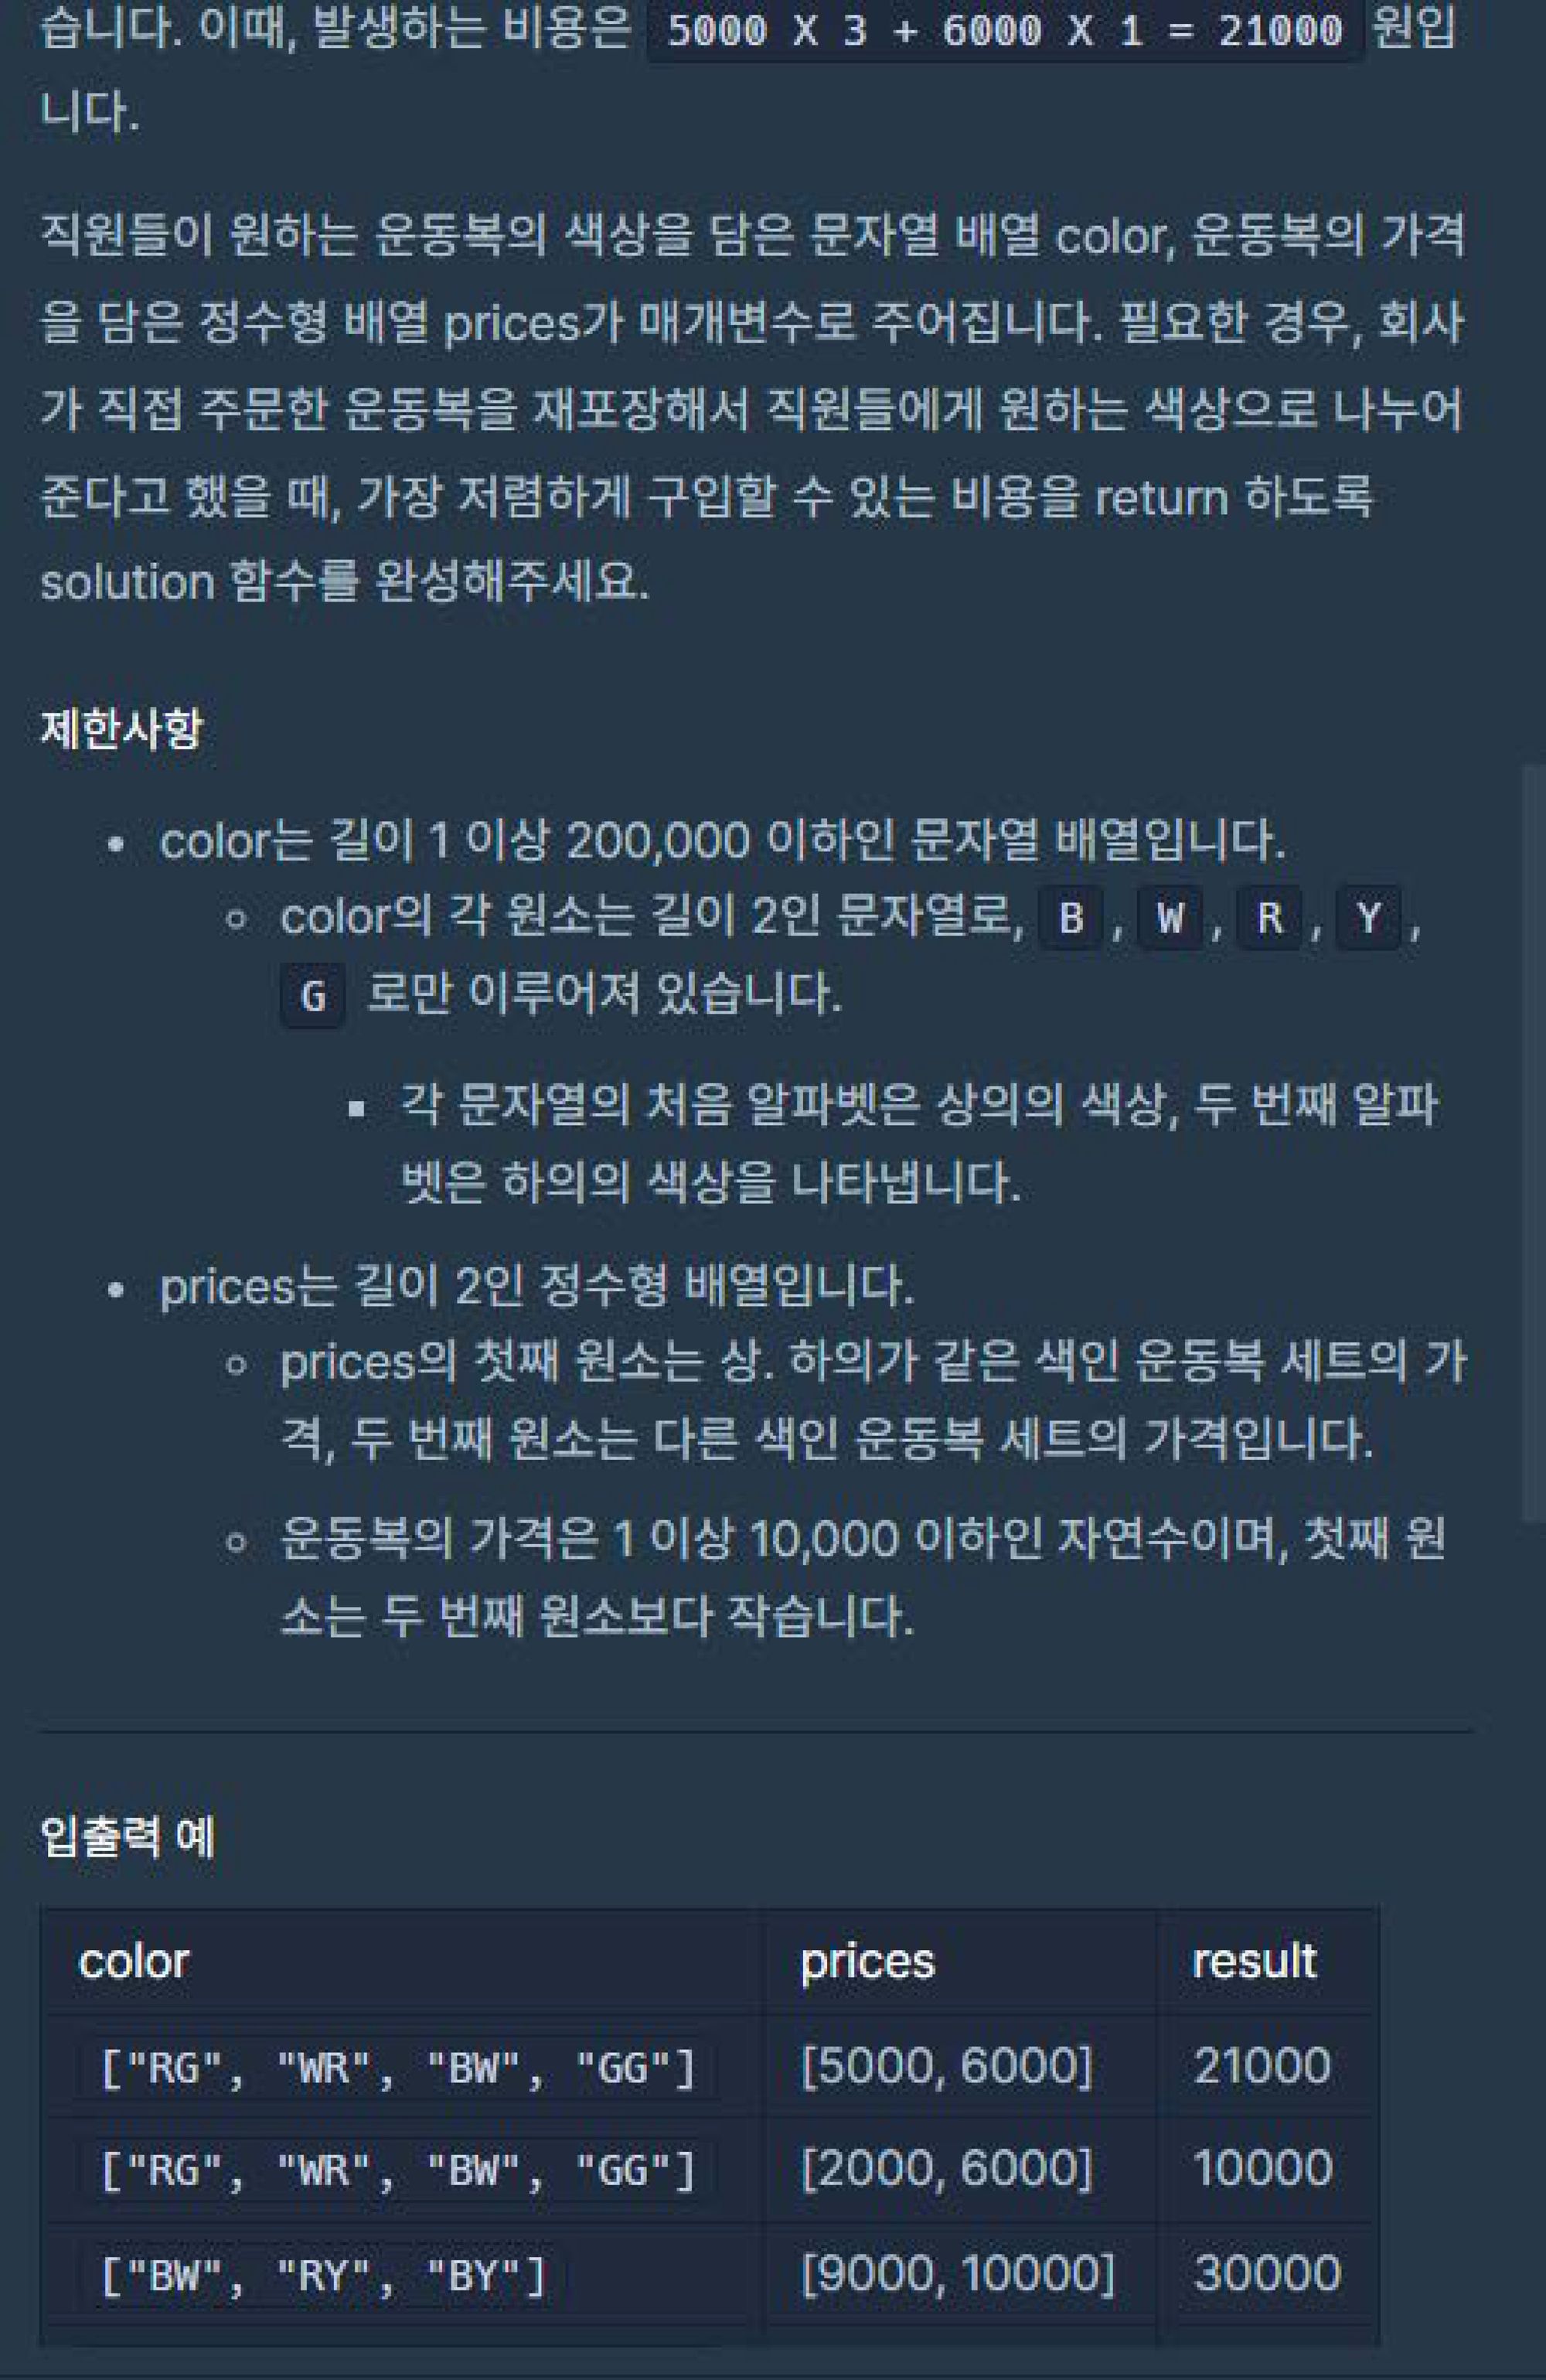 습니다. 이때, 발생하는 비용은 5000 X 3 + 6000 X 1 = 21000 원입
니다.
직원들이 원하는 운동복의 색상을 담은 문자열 배열 color, 운동복의 가격
을 담은 정수형 배열 prices가 매개변수로 주어집니다. 필요한 경우, 회사
가 직접 주문한 운동복을 재포장해서 직원들에게 원하는 색상으로 나누어
준다고 했을 때, 가장 저렴하게 구입할 수 있는 비용을 return 하도록
solution 함수를 완성해주세요.
제한사항
• color는 길이 1 이상 200,000 이하인 문자열 배열입니다.
◦ color의 각 원소는 길이 2인 문자열로, B , W , R , Y ,
G 로만 이루어져 있습니다.
▪ 각 문자열의 처음 알파벳은 상의의 색상, 두 번째 알파
벳은 하의의 색상을 나타냅니다.
• prices는 길이 2인 정수형 배열입니다.
◦ prices의 첫째 원소는 상. 하의가 같은 색인 운동복 세트의 가
격, 두 번째 원소는 다른 색인 운동복 세트의 가격입니다.
◦ 운동복의 가격은 1 이상 10,000 이하인 자연수이며, 첫째 원
소는 두 번째 원소보다 작습니다.
입출력 예
color prices result
["RG", "WR", "BW", "GG"] [5000, 6000] 21000
["RG", "WR", "BW", "GG"] [2000, 6000] 10000
["BW", "RY", "BY"] [9000, 10000] 30000